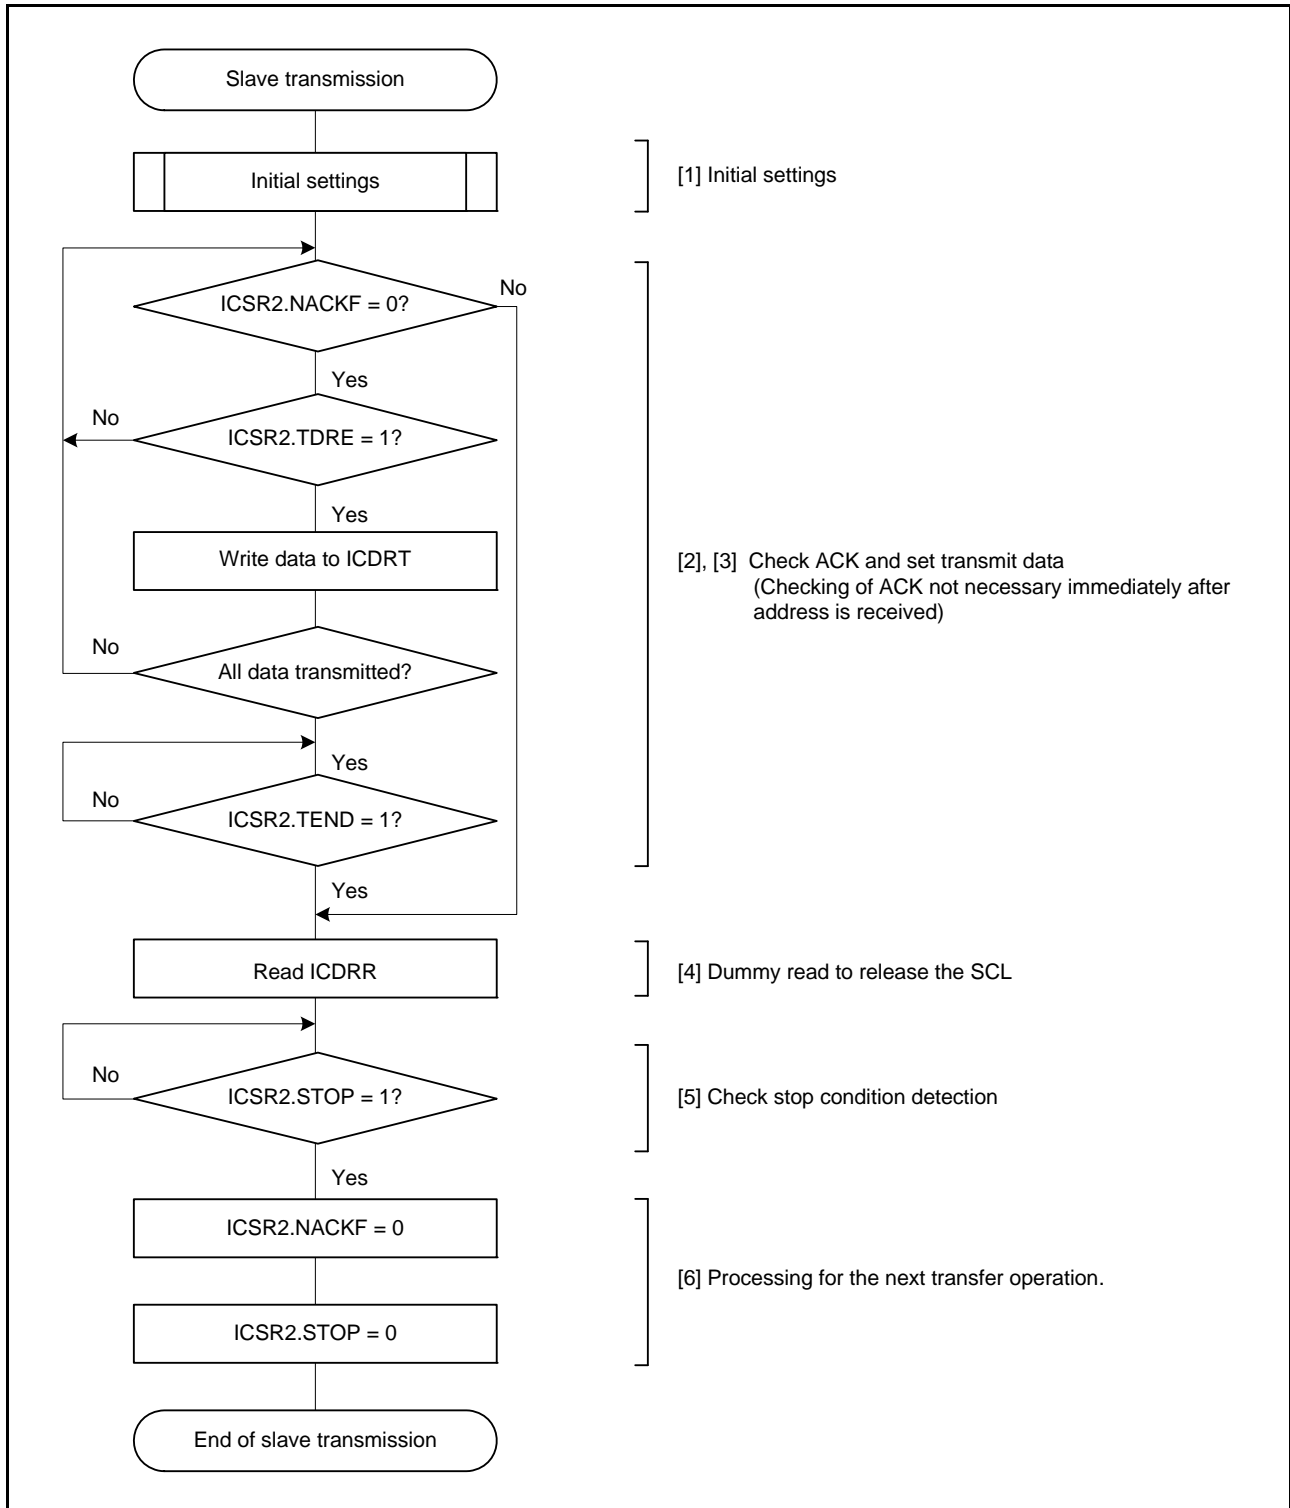 Slave transmission
Initial settings
[1] Initial settings
ICSR2.NACKF = 0?
No
Yes
No
ICSR2.TDRE = 1?
Yes
Write data to ICDRT
[2], [3]  Check ACK and set transmit data
(Checking of ACK not necessary immediately after
address is received)
No
All data transmitted?
Yes
No
ICSR2.TEND = 1?
Yes
Read ICDRR
[4] Dummy read to release the SCL
No
ICSR2.STOP = 1?
[5] Check stop condition detection
Yes
ICSR2.NACKF = 0
[6] Processing for the next transfer operation.
ICSR2.STOP = 0
End of slave transmission